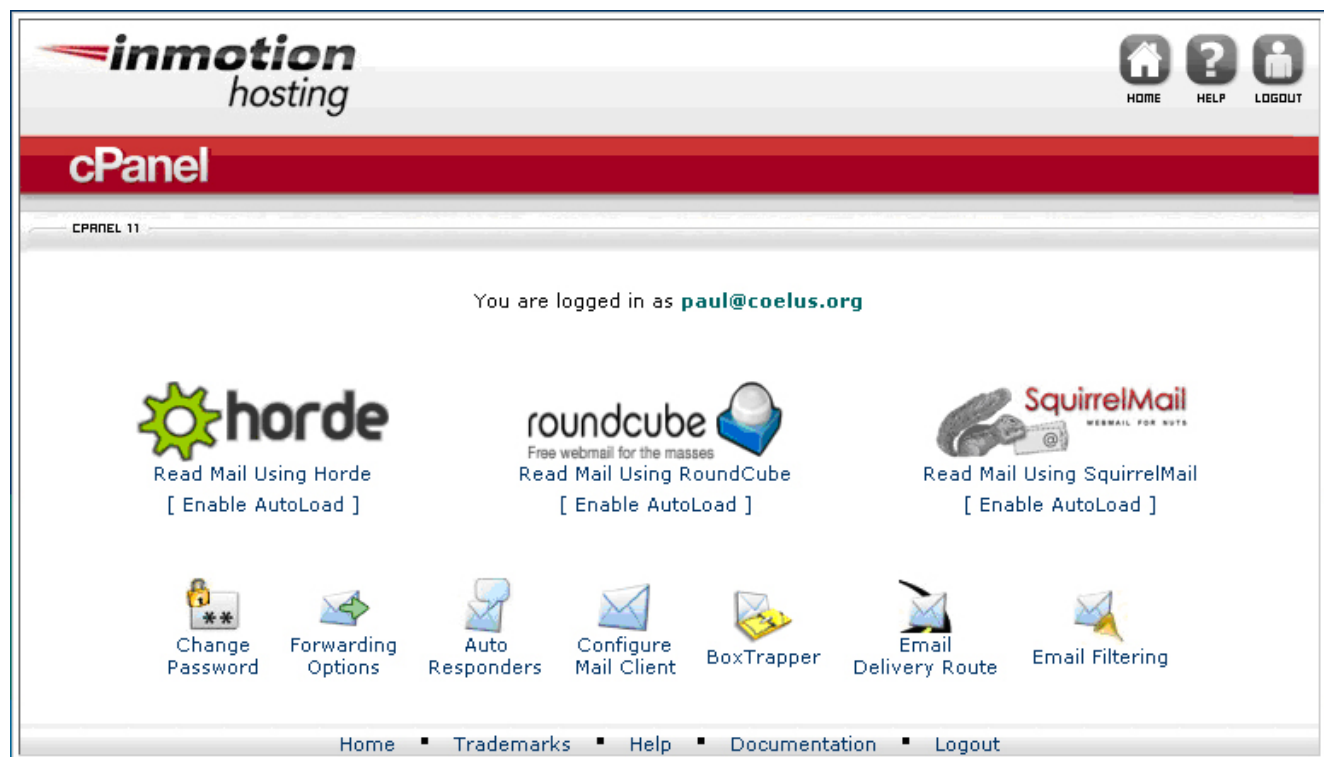 inmotion
hosting
HOME HELP LOGOUT
cPanel
CPANEL 11
You are logged in as paul@coelus.org
horde
roundcube
Free webmail for the masses
SquirrelMail
WEBMAIL FOR NUTS
@
Read Mail Using Horde
Read Mail Using RoundCube
Read Mail Using SquirrelMail
[ Enable AutoLoad ]
[ Enable AutoLoad ]
[ Enable AutoLoad ]
**
Change
Password
Forwarding
Options
Auto
Responders
Configure
Mail Client
BoxTrapper
Email
Delivery Route
Email Filtering
Home ▪ Trademarks ▪ Help ▪ Documentation ▪ Logout